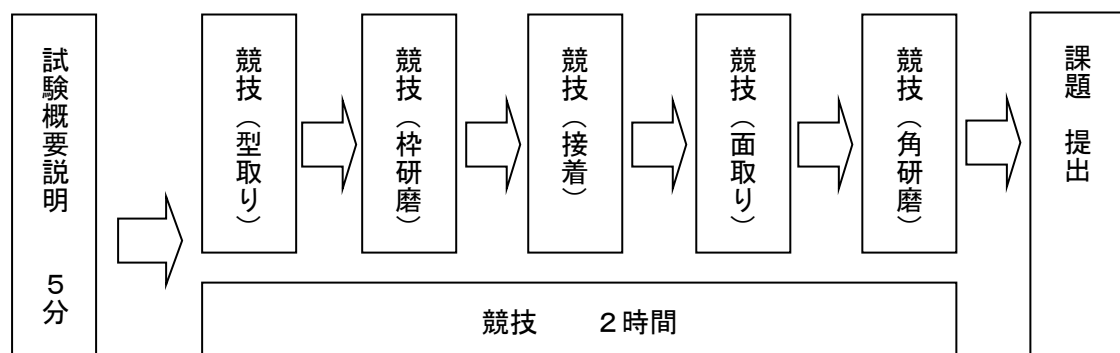 試験概要説明 ５分
競技（型取り）
競技（枠研磨）
競技（接着）
競技（面取り）
競技（角研磨）
課題 提出
競技 ２時間